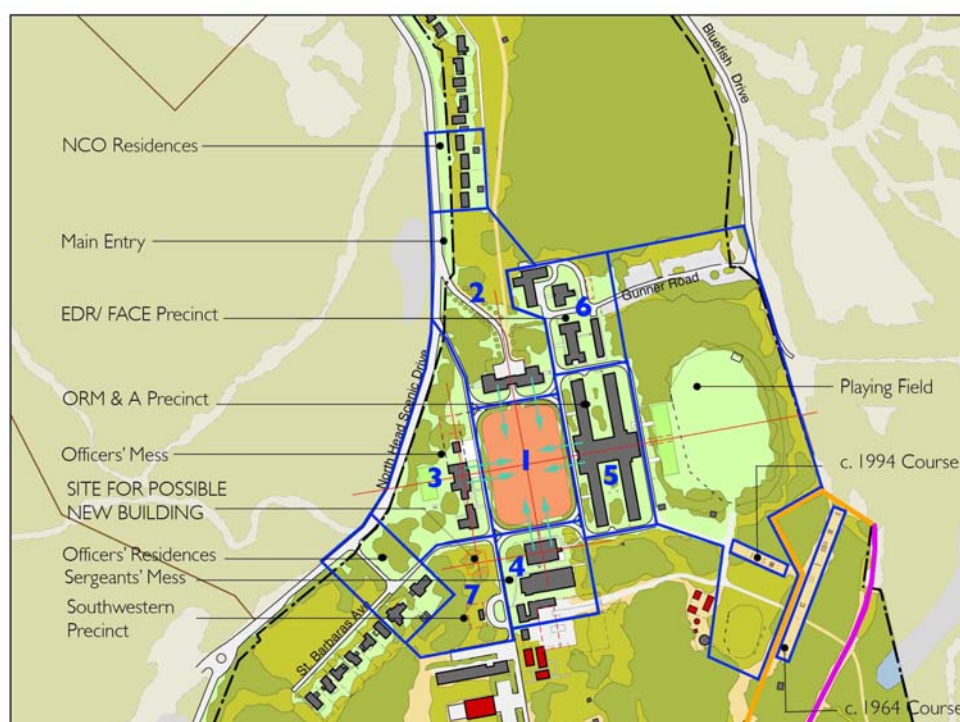 Bluefish Drive
NCO Residences
Main Entry
2
EDR/ FACE Precinct
6
Gunner Road
North Head Scenic Drive
ORM & A Precinct
Playing Field
Officers' Mess
1
3
5
c. 1994 Course
SITE FOR POSSIBLE
NEW BUILDING
Officers' Residences
Sergeants' Mess
4
7
Southwestern
Precinct
St. Barbaras Ave
c. 1964 Course